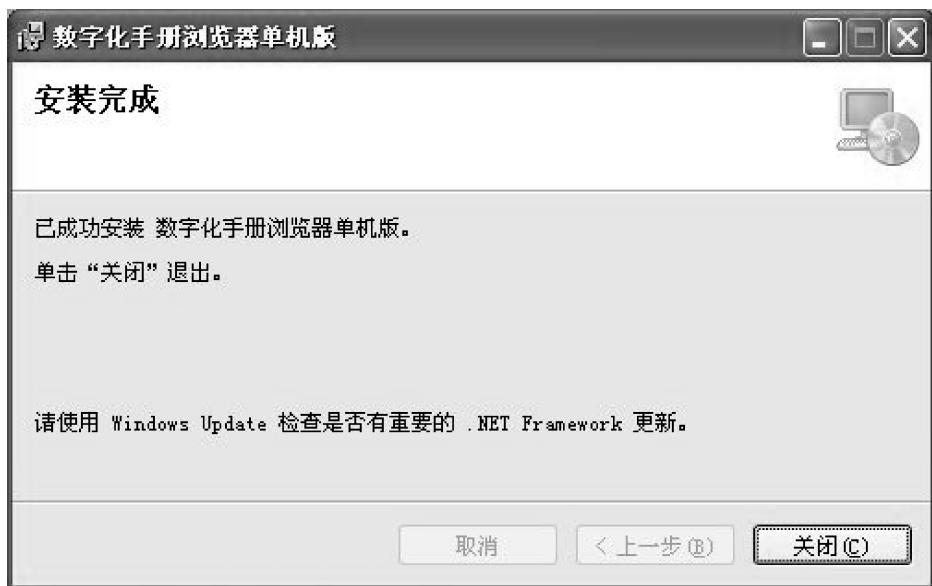 数字化手册浏览器单机版
安装完成
已成功安装 数字化手册浏览器单机版。
单击“关闭”退出。
请使用 Windows Update 检查是否有重要的 .NET Framework 更新。
取消 < 上一步(B) 关闭(C)